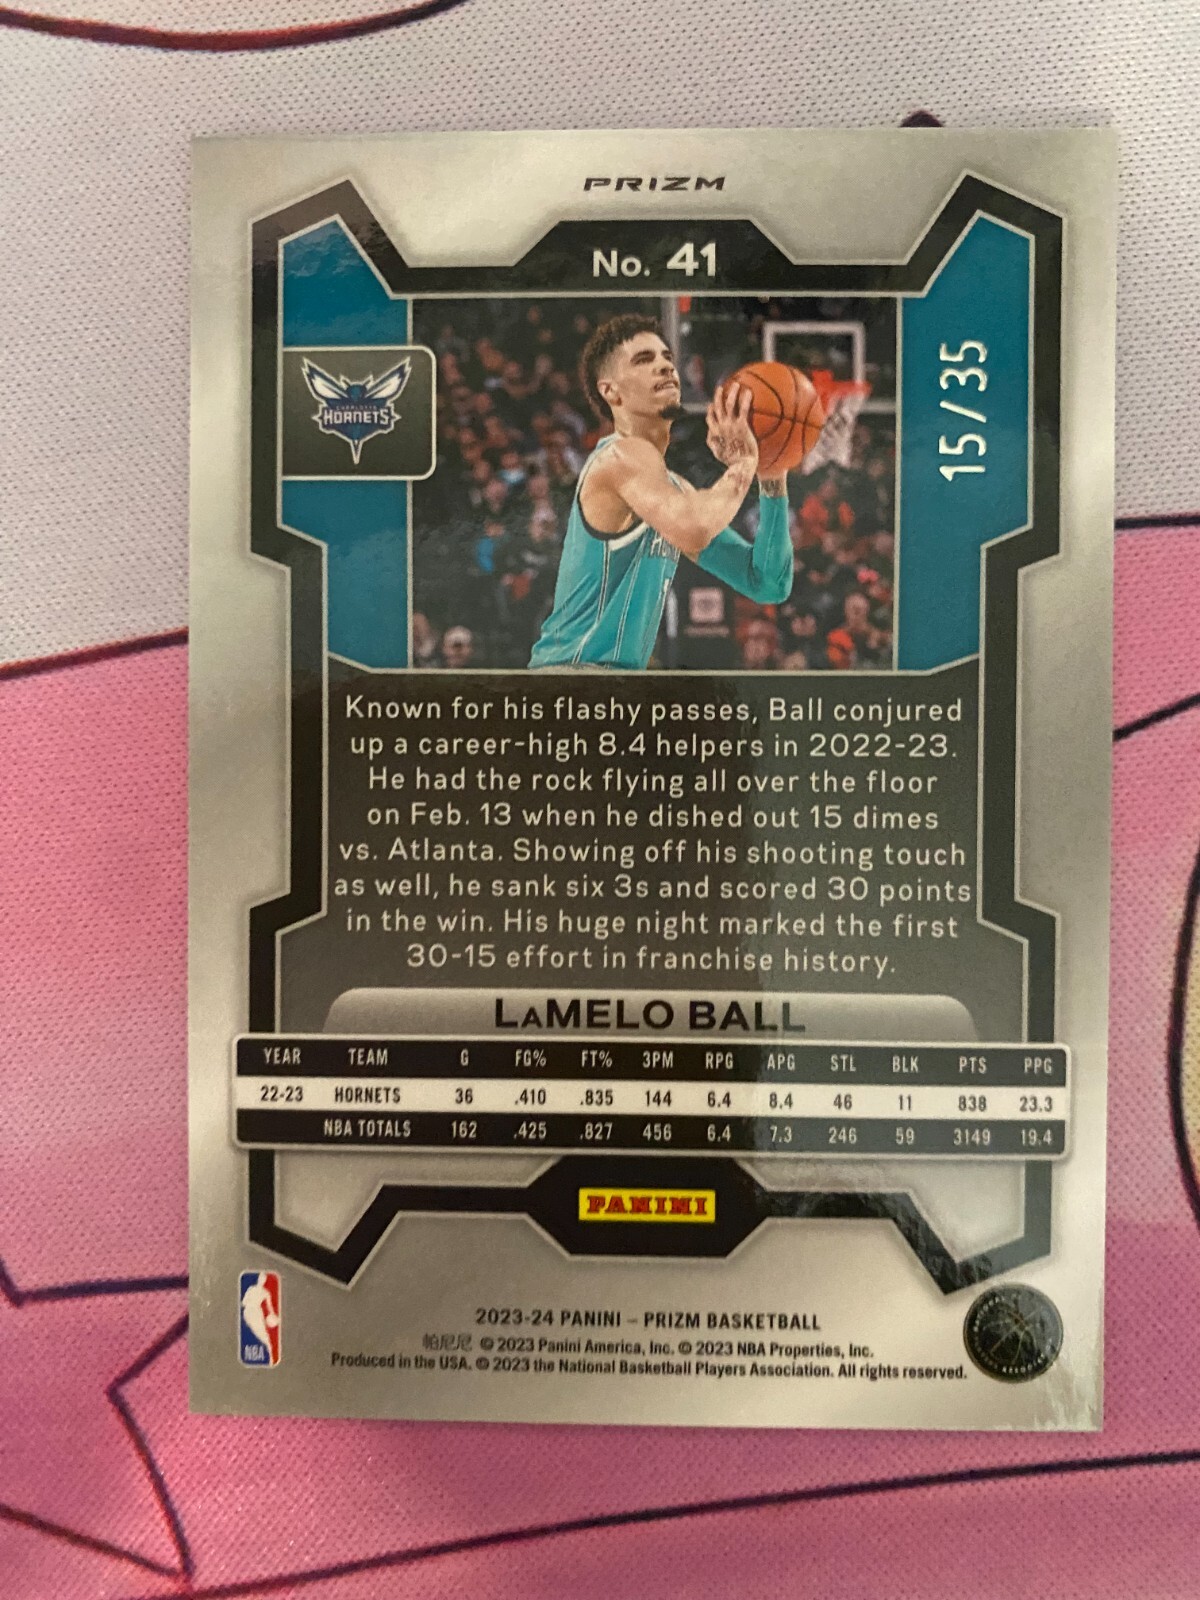 PRIZM
No. 41
15/35
CHARLOTTE
HORNETS
Known for his flashy passes, Ball conjured
up a career-high 8.4 helpers in 2022-23.
He had the rock flying all over the floor
on Feb. 13 when he dished out 15 dimes
vs. Atlanta. Showing off his shooting touch
as well, he sank six 3s and scored 30 points
in the win. His huge night marked the first
30-15 effort in franchise history.
LaMELO BALL
YEAR TEAM G FG% FT% 3PM RPG APG STL BLK PTS PPG
22-23 HORNETS 36 .410 .835 144 6.4 8.4 46 11 838 23.3
NBA TOTALS 162 .425 .827 456 6.4 7.3 246 59 3149 19.4
PANINI
NBA
2023-24 PANINI – PRIZM BASKETBALL
帕尼尼 © 2023 Panini America, Inc. © 2023 NBA Properties, Inc.
Produced in the USA. © 2023 the National Basketball Players Association. All rights reserved.